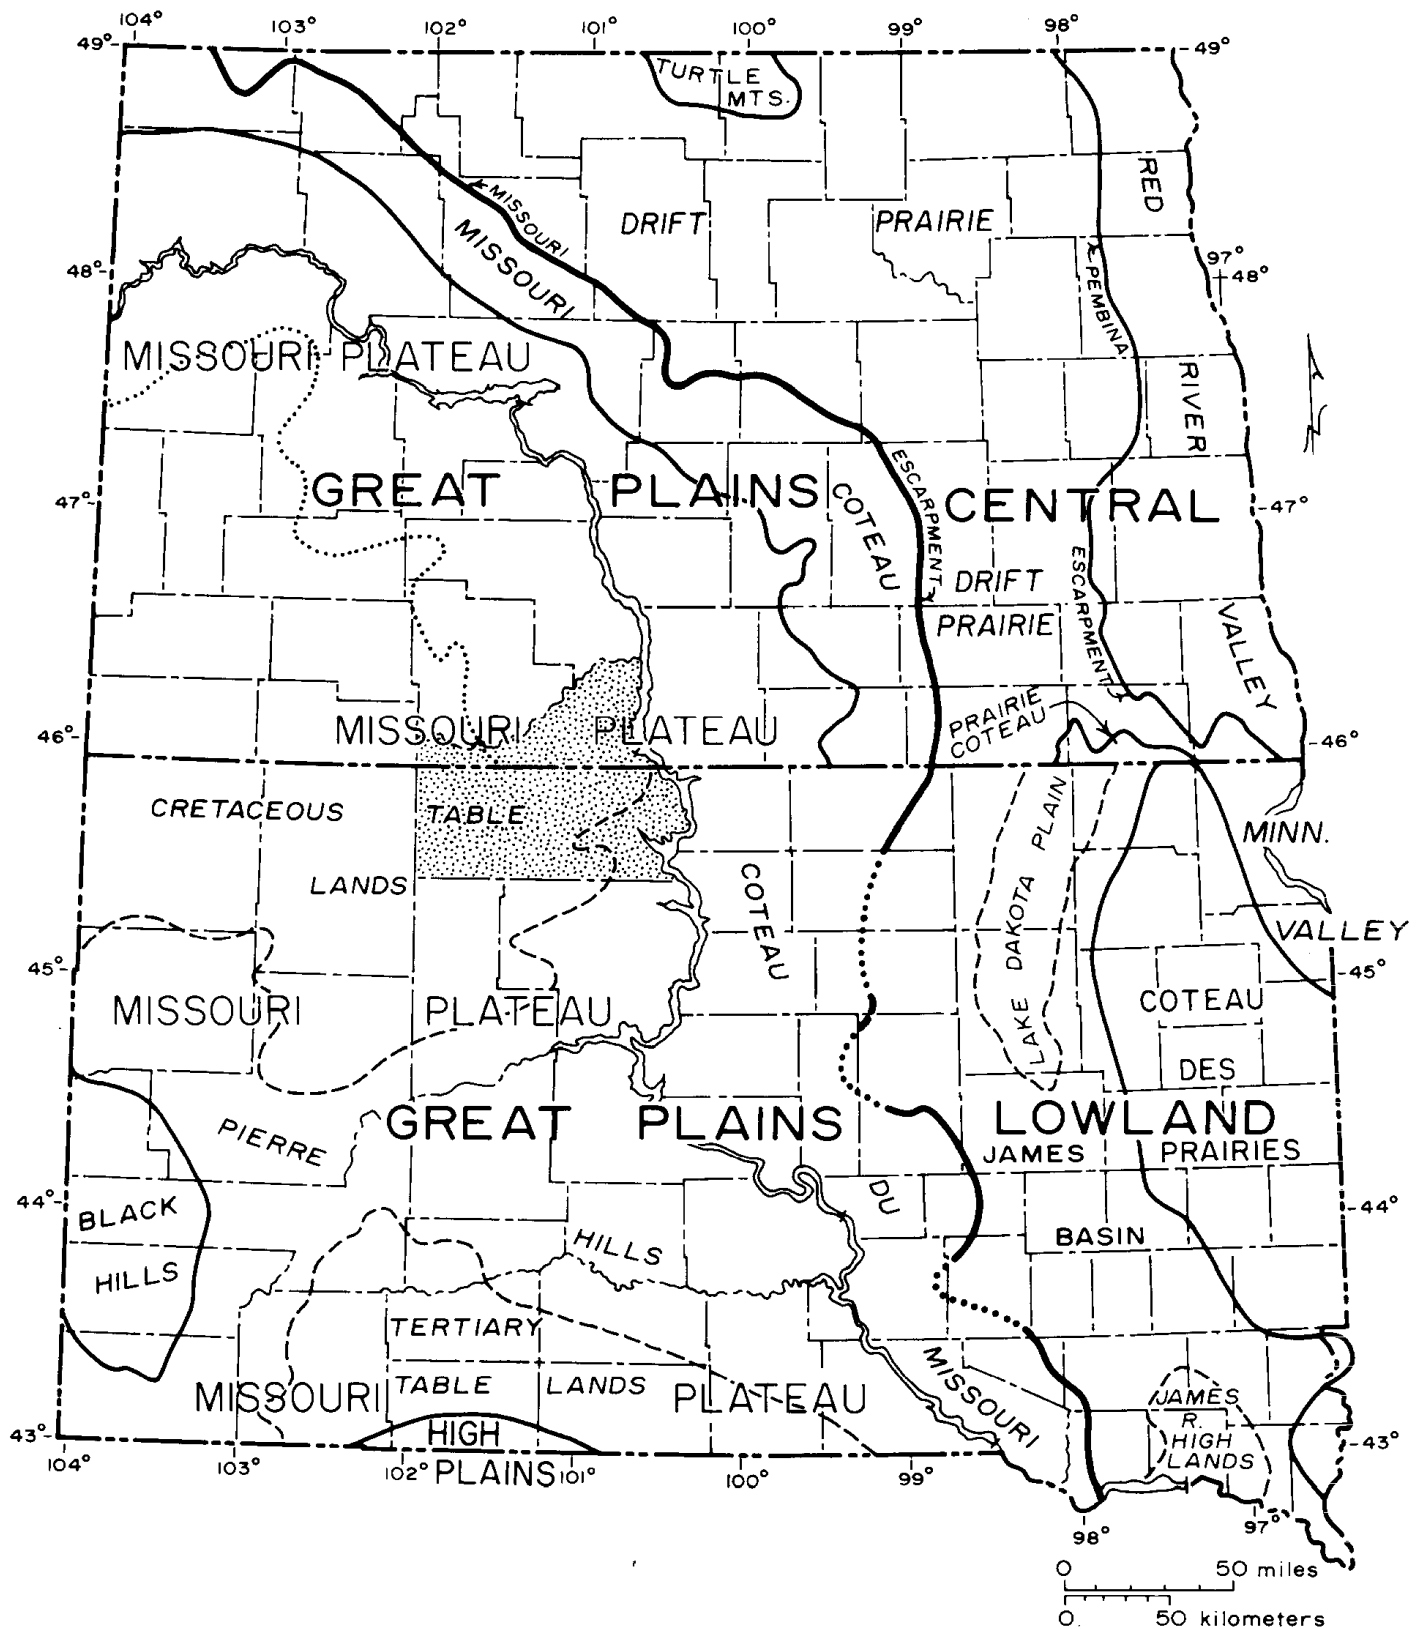 104° 103° 102° 101° 100° 99° 98°
49°
49°
TURTLE
MTS.
RED
MISSOURI
DRIFT PRAIRIE
MISSOURI
48°
97°
48°
PEMBINA
MISSOURI PLATEAU
RIVER
ESCARPMENT
GREAT PLAINS
COTEAU
CENTRAL
47°
47°
ESCARPMENT
DRIFT
PRAIRIE
VALLEY
MISSOURI PLATEAU
PRAIRIE
COTEAU
46°
46°
CRETACEOUS TABLE
LANDS
COTEAU
LAKE DAKOTA PLAIN
MINN.
VALLEY
45°
45°
MISSOURI PLATEAU
COTEAU
DES
GREAT PLAINS
LOWLAND
PIERRE
JAMES
PRAIRIES
44°
44°
BLACK
HILLS
DU
HILLS
BASIN
TERTIARY
TABLE LANDS
MISSOURI PLATEAU
MISSOURI
JAMES
R.
HIGH
LANDS
HIGH
PLAINS
43°
43°
104° 103° 102° 101° 100° 99°
98°
97°
0 50 miles
0. 50 kilometers